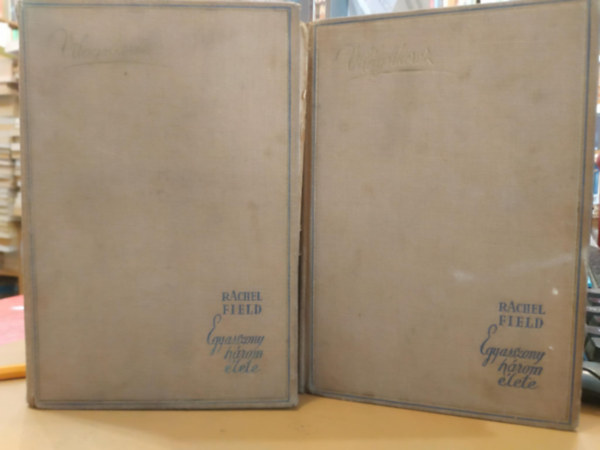 RACHEL
FIELD
Egy asszony
három
élete
RACHEL
FIELD
Egy asszony
három
élete